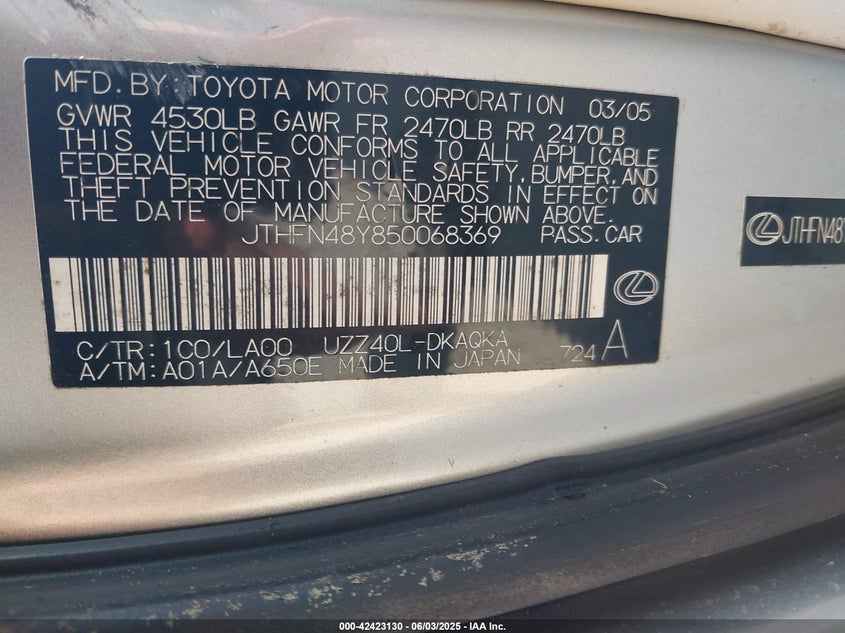 MFD. BY: TOYOTA MOTOR CORPORATION 03/05
GVWR 4530LB GAWR FR 2470LB RR 2470LB
THIS VEHICLE CONFORMS TO ALL APPLICABLE
FEDERAL MOTOR VEHICLE SAFETY, BUMPER, AND
THEFT PREVENTION STANDARDS IN EFFECT ON
THE DATE OF MANUFACTURE SHOWN ABOVE.
JTHFN48Y850068369 PASS. CAR
JTHFN48Y
C/TR: 1C0/LA00 UZZ40L-DKAQKA
A/TM: A01A/A650E MADE IN JAPAN 724 A
000-42423130 - 06/03/2025 - IAA Inc.